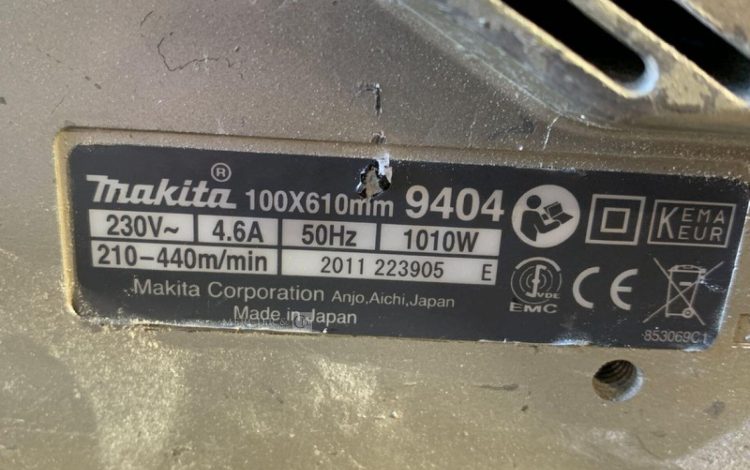 makita® 100X610mm 9404
230V~ 4.6A 50Hz 1010W
210-440m/min 2011 223905 E
Makita Corporation Anjo,Aichi,Japan
Made in Japan
KEMA
KEUR
VDE
EMC
CE
853069C1